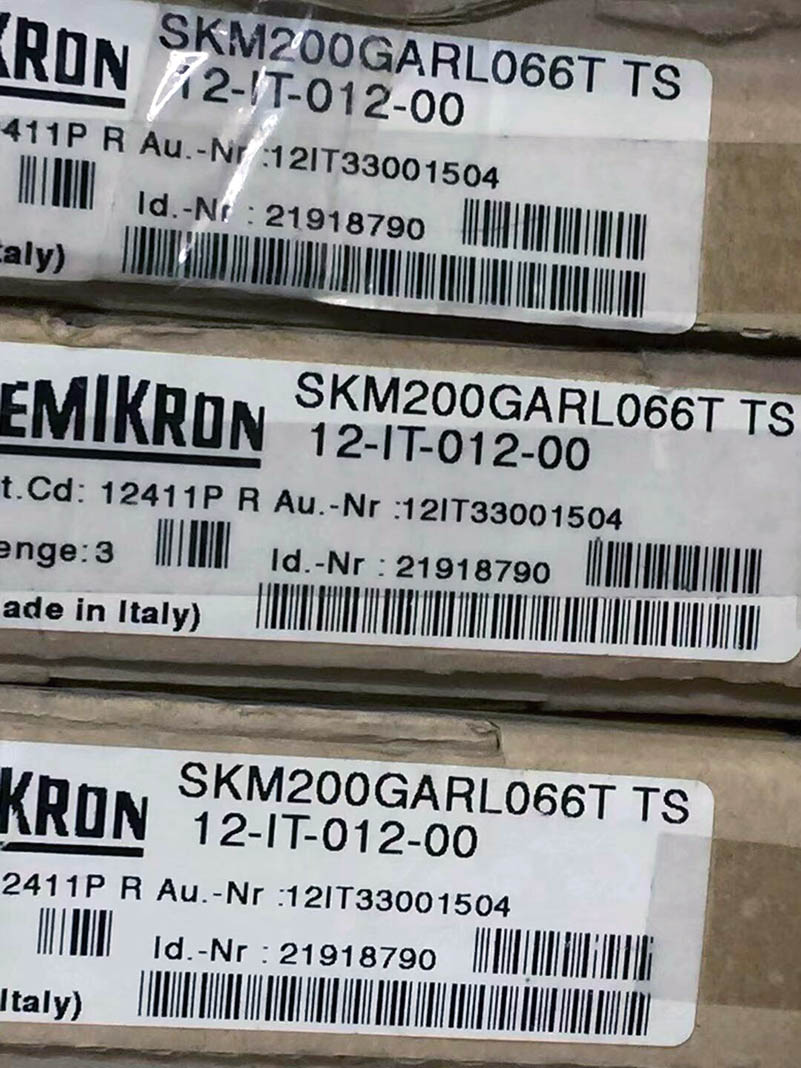 KRON SKM200GARL066T TS
12-IT-012-00
411P R Au.-Nr :12IT33001504
Id.-Nr : 21918790
aly)
EMIKRON SKM200GARL066T TS
12-IT-012-00
t.Cd: 12411P R Au.-Nr :12IT33001504
enge:3 Id.-Nr : 21918790
ade in Italy)
KRON SKM200GARL066T TS
12-IT-012-00
2411P R Au.-Nr :12IT33001504
Id.-Nr : 21918790
Italy)